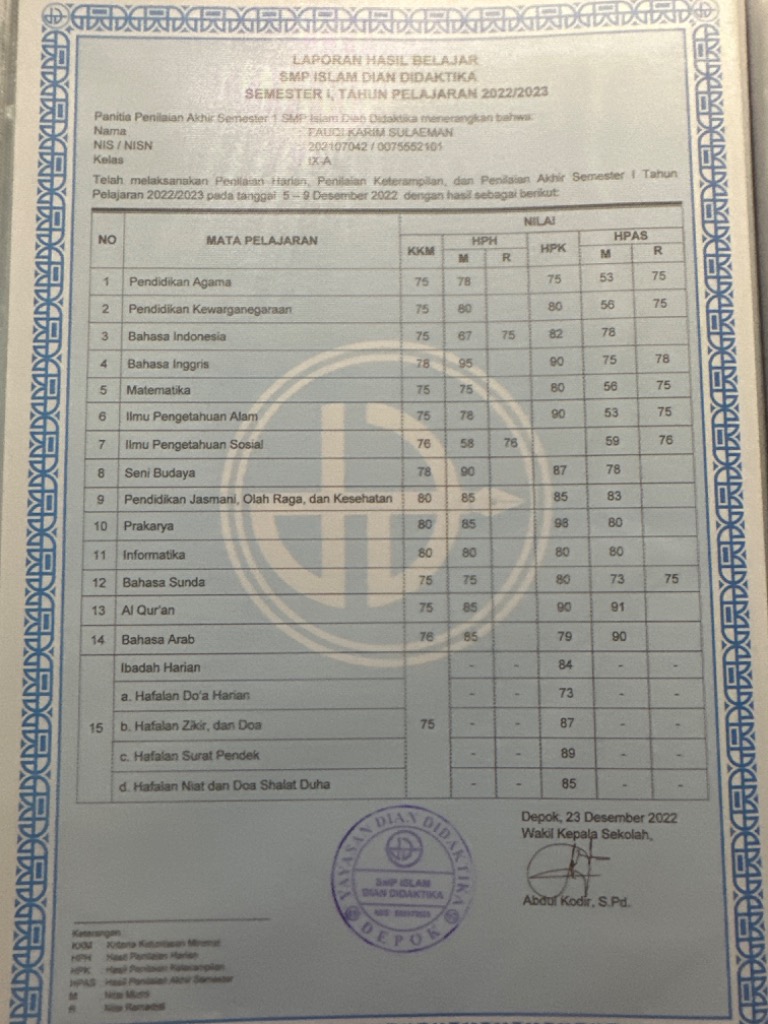 LAPORAN HASIL BELAJAR
SMP ISLAM DIAN DIDAKTIKA
SEMESTER I, TAHUN PELAJARAN 2022/2023
Panitia Penilaian Akhir Semester 1 SMP Islam Dian Didaktika menerangkan bahwa:
Nama : FAUZI KARIM SULAEMAN
NIS / NISN : 202107042 / 0075552101
Kelas : IX A
Telah melaksanakan Penilaian Harian, Penilaian Keterampilan, dan Penilaian Akhir Semester I Tahun
Pelajaran 2022/2023 pada tanggal 5 – 9 Desember 2022 dengan hasil sebagai berikut:
NILAI
NO MATA PELAJARAN KKM HPH HPK HPAS
M R M R
1 Pendidikan Agama 75 78 75 53 75
2 Pendidikan Kewarganegaraan 75 80 80 56 75
3 Bahasa Indonesia 75 67 75 82 78
4 Bahasa Inggris 78 95 90 75 78
5 Matematika 75 75 80 56 75
6 Ilmu Pengetahuan Alam 75 78 90 53 75
7 Ilmu Pengetahuan Sosial 76 58 76 59 76
8 Seni Budaya 78 90 87 78
9 Pendidikan Jasmani, Olah Raga, dan Kesehatan 80 85 85 83
10 Prakarya 80 85 98 80
11 Informatika 80 80 80 80
12 Bahasa Sunda 75 75 80 73 75
13 Al Qur'an 75 85 90 91
14 Bahasa Arab 76 85 79 90
Ibadah Harian - - 84 - -
a. Hafalan Do'a Harian - - 73 - -
15 b. Hafalan Zikir, dan Doa 75 - - 87 - -
c. Hafalan Surat Pendek - - 89 - -
d. Hafalan Niat dan Doa Shalat Duha - - 85 - -
Depok, 23 Desember 2022
Wakil Kepala Sekolah,
Abdul Kodir, S.Pd.
YAYASAN DIAN DIDAKTIKA
SMP ISLAM
DIAN DIDAKTIKA
DEPOK
Keterangan
KKM : Kriteria Ketuntasan Minimal
HPH : Hasil Penilaian Harian
HPK : Hasil Penilaian Keterampilan
HPAS : Hasil Penilaian Akhir Semester
M : Nilai Murni
R : Nilai Remedial